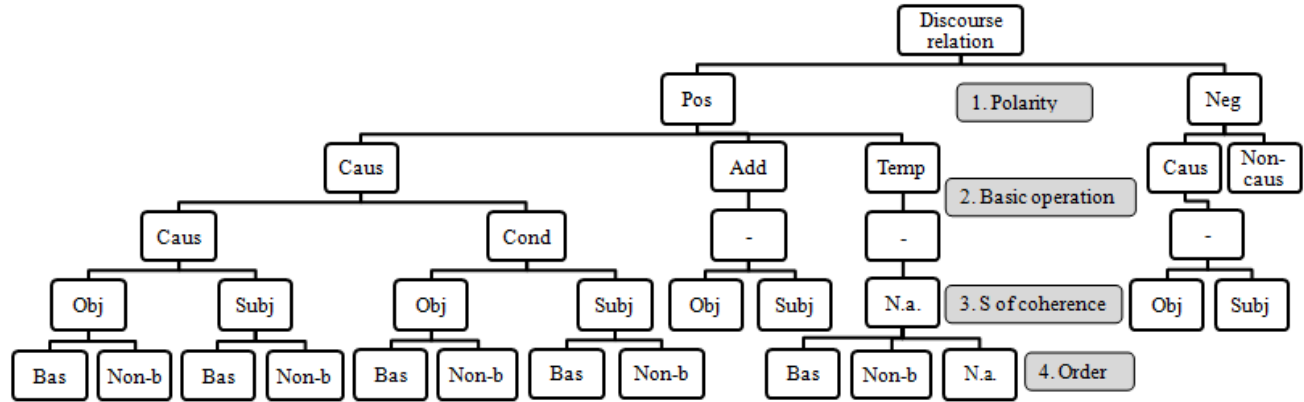 Discourse
relation
Pos
1. Polarity
Neg
Caus
Add
Temp
Caus
Non-
caus
2. Basic operation
Caus
Cond
-
-
-
Obj
Subj
Obj
Subj
Obj
Subj
N.a.
3. S of coherence
Obj
Subj
Bas
Non-b
Bas
Non-b
Bas
Non-b
Bas
Non-b
Bas
Non-b
N.a.
4. Order